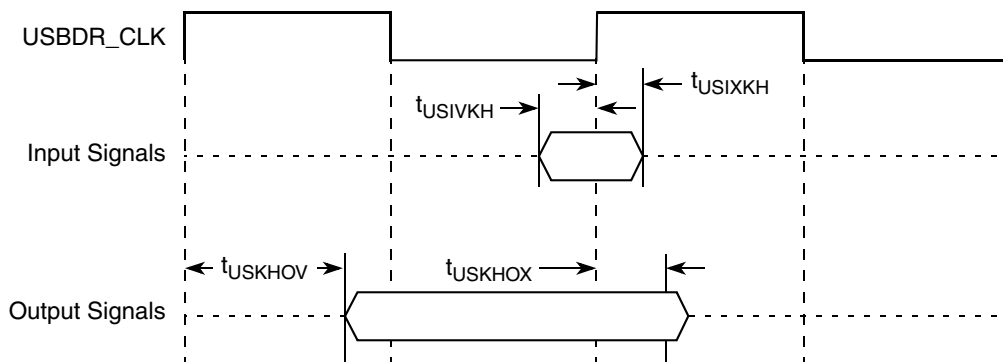 USBDR_CLK
tUSIXKH
tUSIVKH
Input Signals
tUSKHOV
tUSKHOX
Output Signals